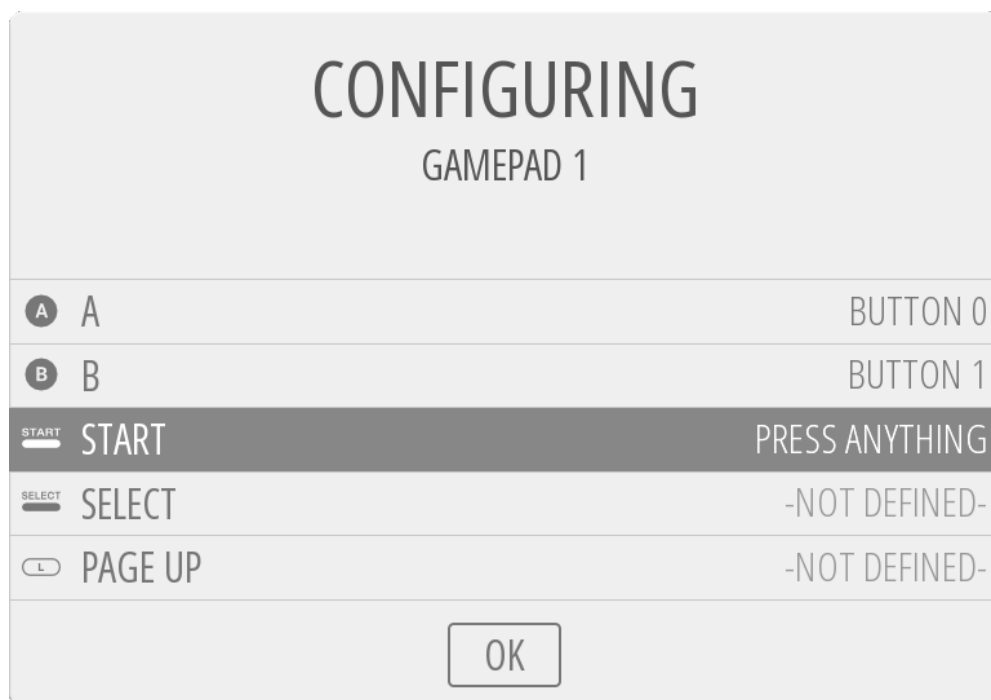 CONFIGURING
GAMEPAD 1
A A BUTTON 0
B B BUTTON 1
START START PRESS ANYTHING
SELECT SELECT -NOT DEFINED-
L PAGE UP -NOT DEFINED-
OK